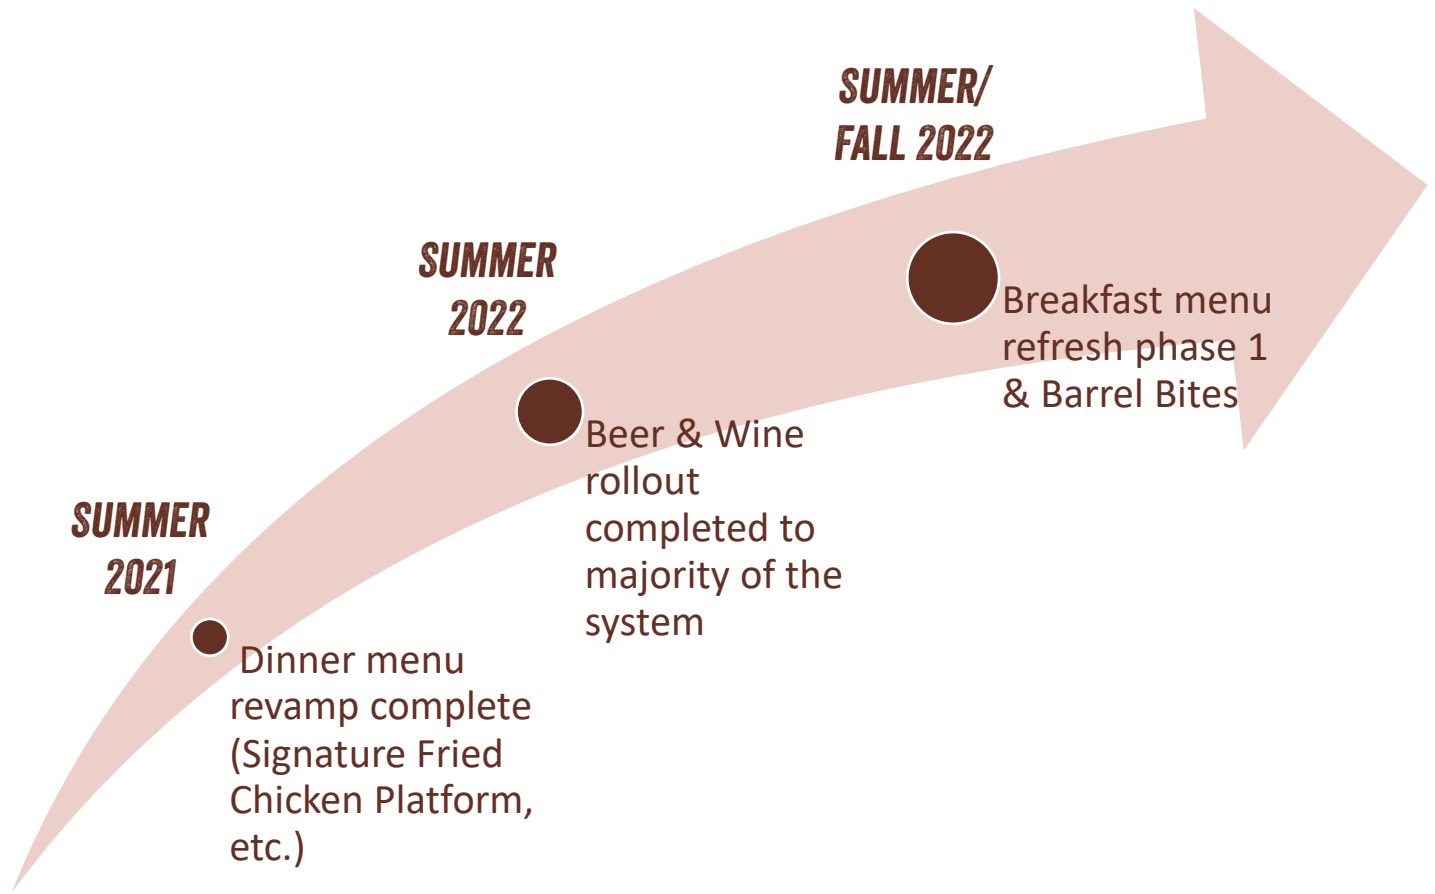 SUMMER
2021
Dinner menu
revamp complete
(Signature Fried
Chicken Platform,
etc.)
SUMMER
2022
Beer & Wine
rollout
completed to
majority of the
system
SUMMER/
FALL 2022
Breakfast menu
refresh phase 1
& Barrel Bites